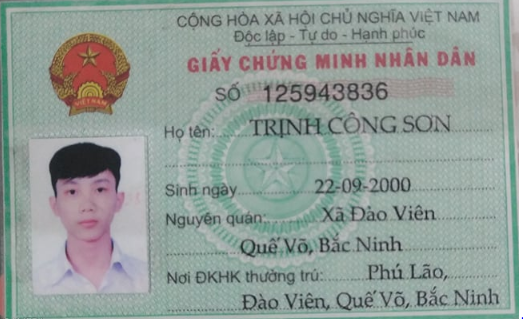 CỘNG HÒA XÃ HỘI CHỦ NGHĨA VIỆT NAM
Độc lập - Tự do - Hạnh phúc
GIẤY CHỨNG MINH NHÂN DÂN
SỐ 125943836
Họ tên: TRỊNH CÔNG SƠN
Sinh ngày 22-09-2000
Nguyên quán: Xã Đào Viên
Quế Võ, Bắc Ninh
Nơi ĐKHK thường trú: Phú Lão,
Đào Viên, Quế Võ, Bắc Ninh
VIỆT NAM